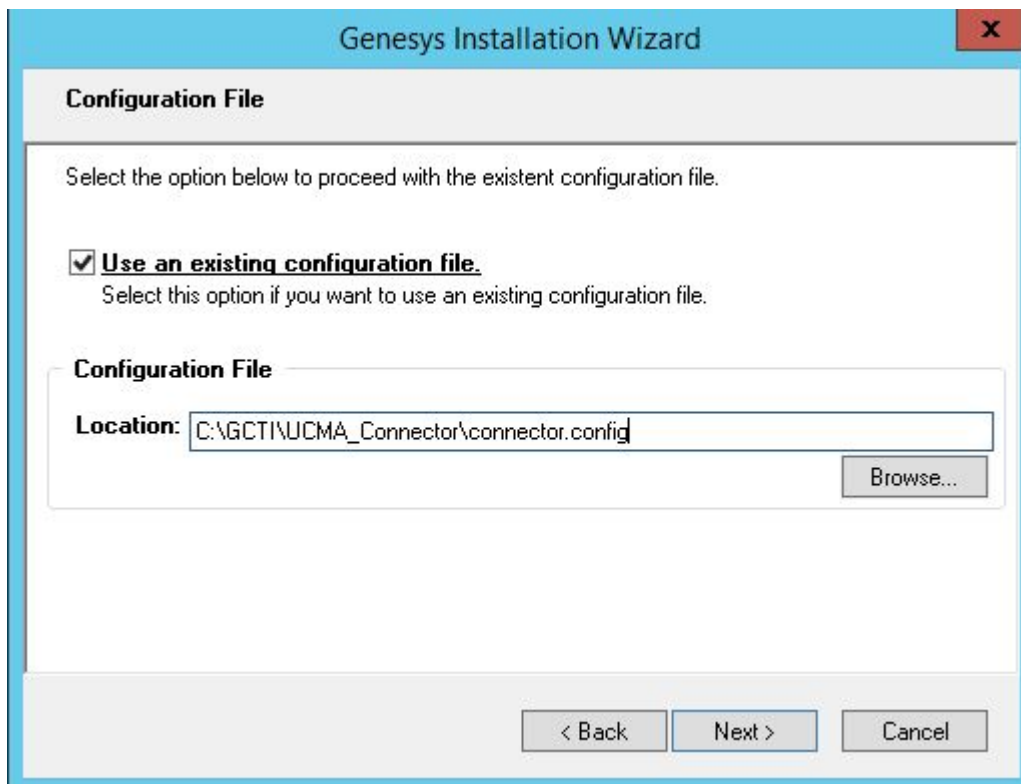 Genesys Installation Wizard
x
Configuration File
Select the option below to proceed with the existent configuration file.
Use an existing configuration file.
Select this option if you want to use an existing configuration file.
Configuration File
Location: C:\GCTI\UCMA_Connector\connector.config
Browse...
< Back Next > Cancel